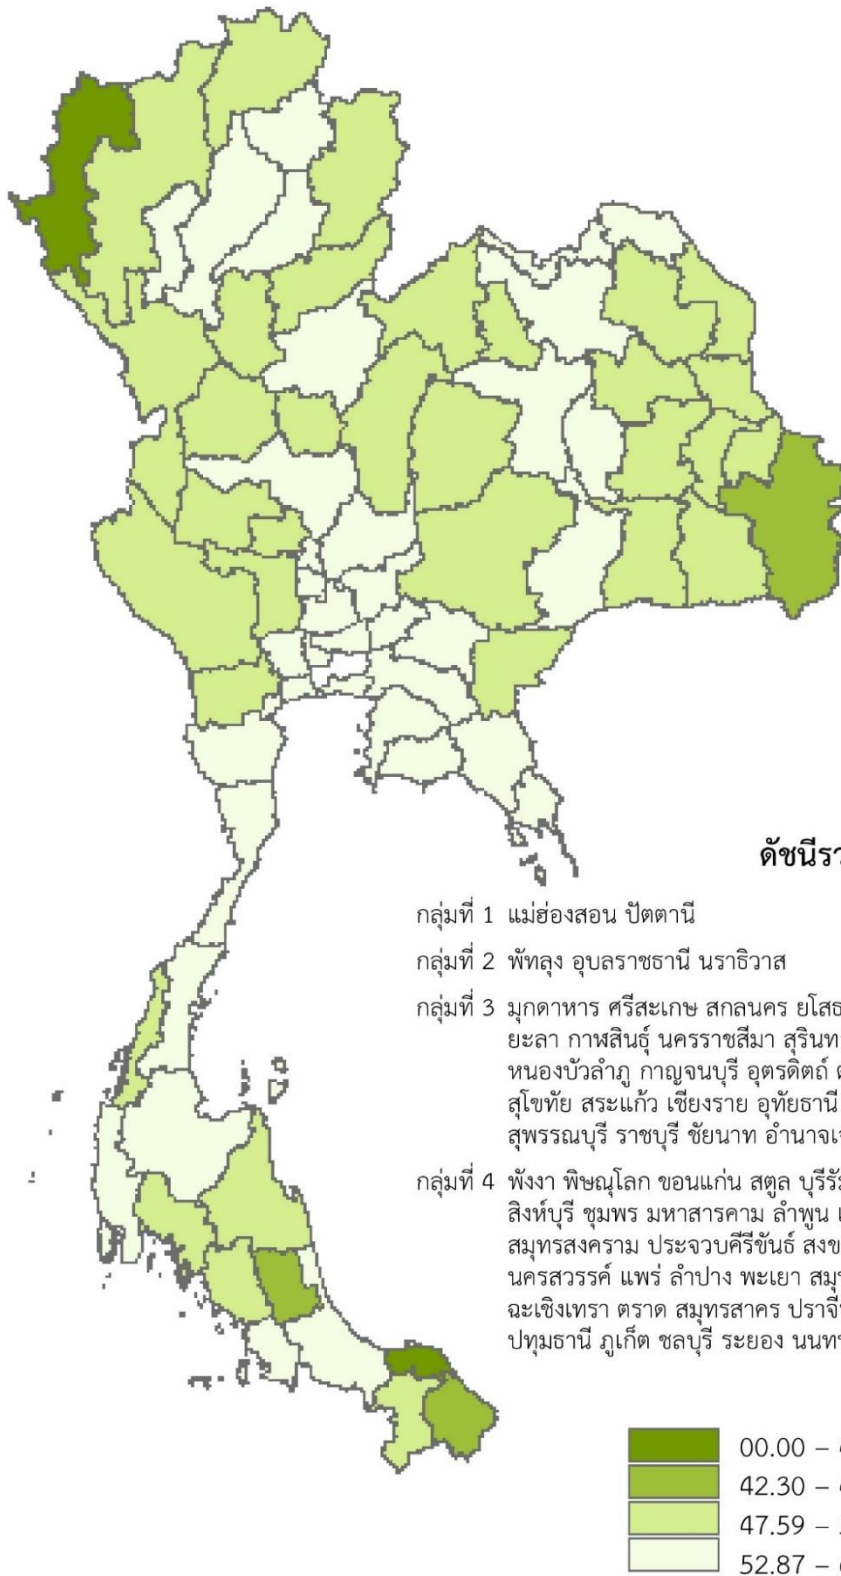 ดัชนีรว
กลุ่มที่ 1 แม่ฮ่องสอน ปัตตานี
กลุ่มที่ 2 พัทลุง อุบลราชธานี นราธิวาส
กลุ่มที่ 3 มุกดาหาร ศรีสะเกษ สกลนคร ยโสธ
ยะลา กาฬสินธุ์ นครราชสีมา สุรินท
หนองบัวลำภู กาญจนบุรี อุตรดิตถ์
สุโขทัย สระแก้ว เชียงราย อุทัยธานี
สุพรรณบุรี ราชบุรี ชัยนาท อำนาจเ
กลุ่มที่ 4 พังงา พิษณุโลก ขอนแก่น สตูล บุรีรั
สิงห์บุรี ชุมพร มหาสารคาม ลำพูน
สมุทรสงคราม ประจวบคีรีขันธ์ สงข
นครสวรรค์ แพร่ ลำปาง พะเยา สมุ
ฉะเชิงเทรา ตราด สมุทรสาคร ปราจี
ปทุมธานี ภูเก็ต ชลบุรี ระยอง นนท
00.00 –
42.30 –
47.59 –
52.87 –